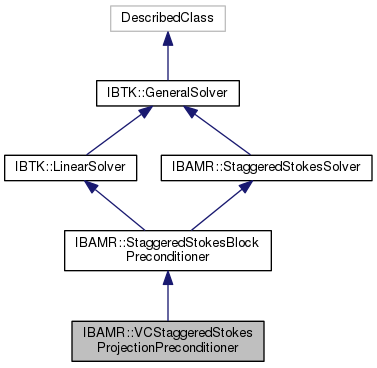 DescribedClass
IBTK::GeneralSolver
IBTK::LinearSolver
IBAMR::StaggeredStokesSolver
IBAMR::StaggeredStokesBlock
Preconditioner
IBAMR::VCStaggeredStokes
ProjectionPreconditioner